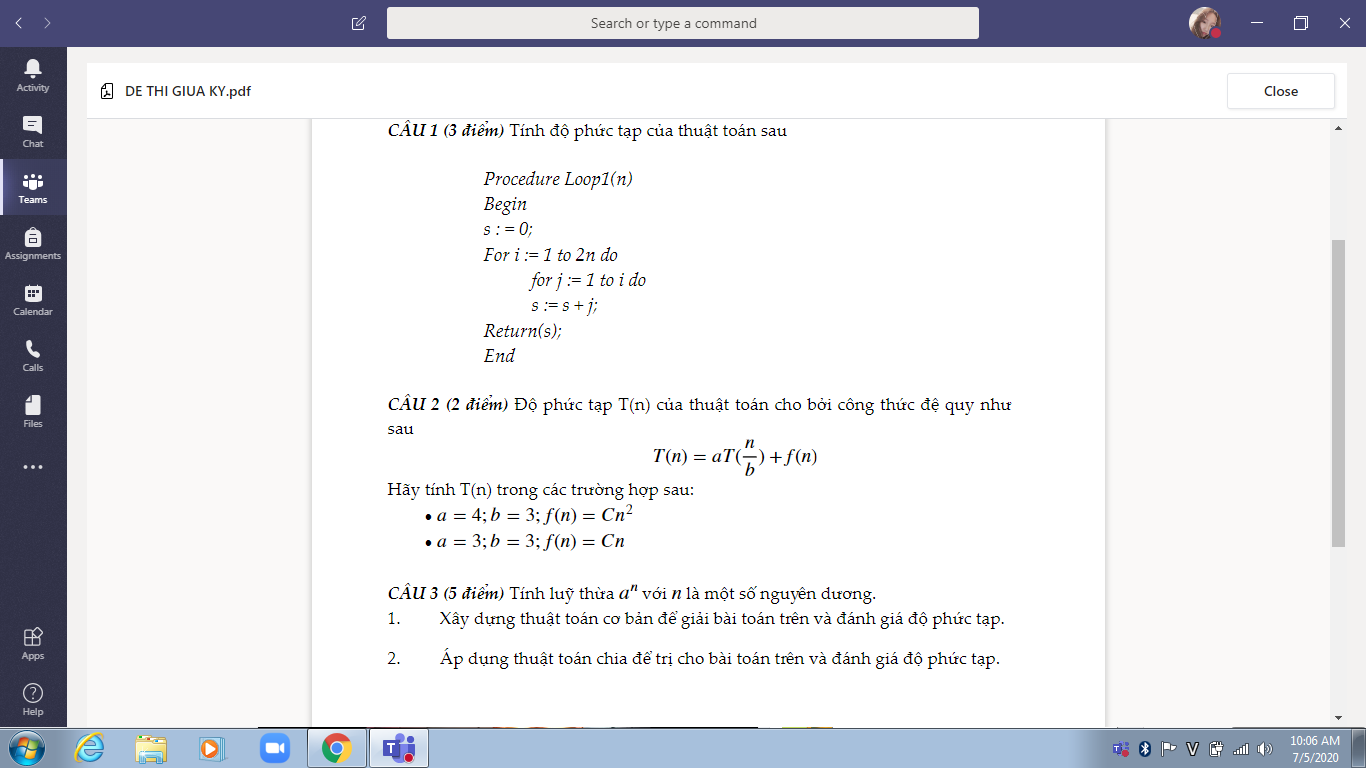 Search or type a command
Activity
Chat
Teams
Assignments
Calendar
Calls
Files
Apps
Help
DE THI GIUA KY.pdf
Close
CÂU 1 (3 điểm) Tính độ phức tạp của thuật toán sau
Procedure Loop1(n)
Begin
s : = 0;
For i := 1 to 2n do
for j := 1 to i do
s := s + j;
Return(s);
End
CÂU 2 (2 điểm) Độ phức tạp T(n) của thuật toán cho bởi công thức đệ quy như
sau
T(n) = aT(n/b) + f(n)
Hãy tính T(n) trong các trường hợp sau:
• a = 4; b = 3; f(n) = Cn²
• a = 3; b = 3; f(n) = Cn
CÂU 3 (5 điểm) Tính luỹ thừa aⁿ với n là một số nguyên dương.
1. Xây dựng thuật toán cơ bản để giải bài toán trên và đánh giá độ phức tạp.
2. Áp dụng thuật toán chia để trị cho bài toán trên và đánh giá độ phức tạp.
10:06 AM
7/5/2020